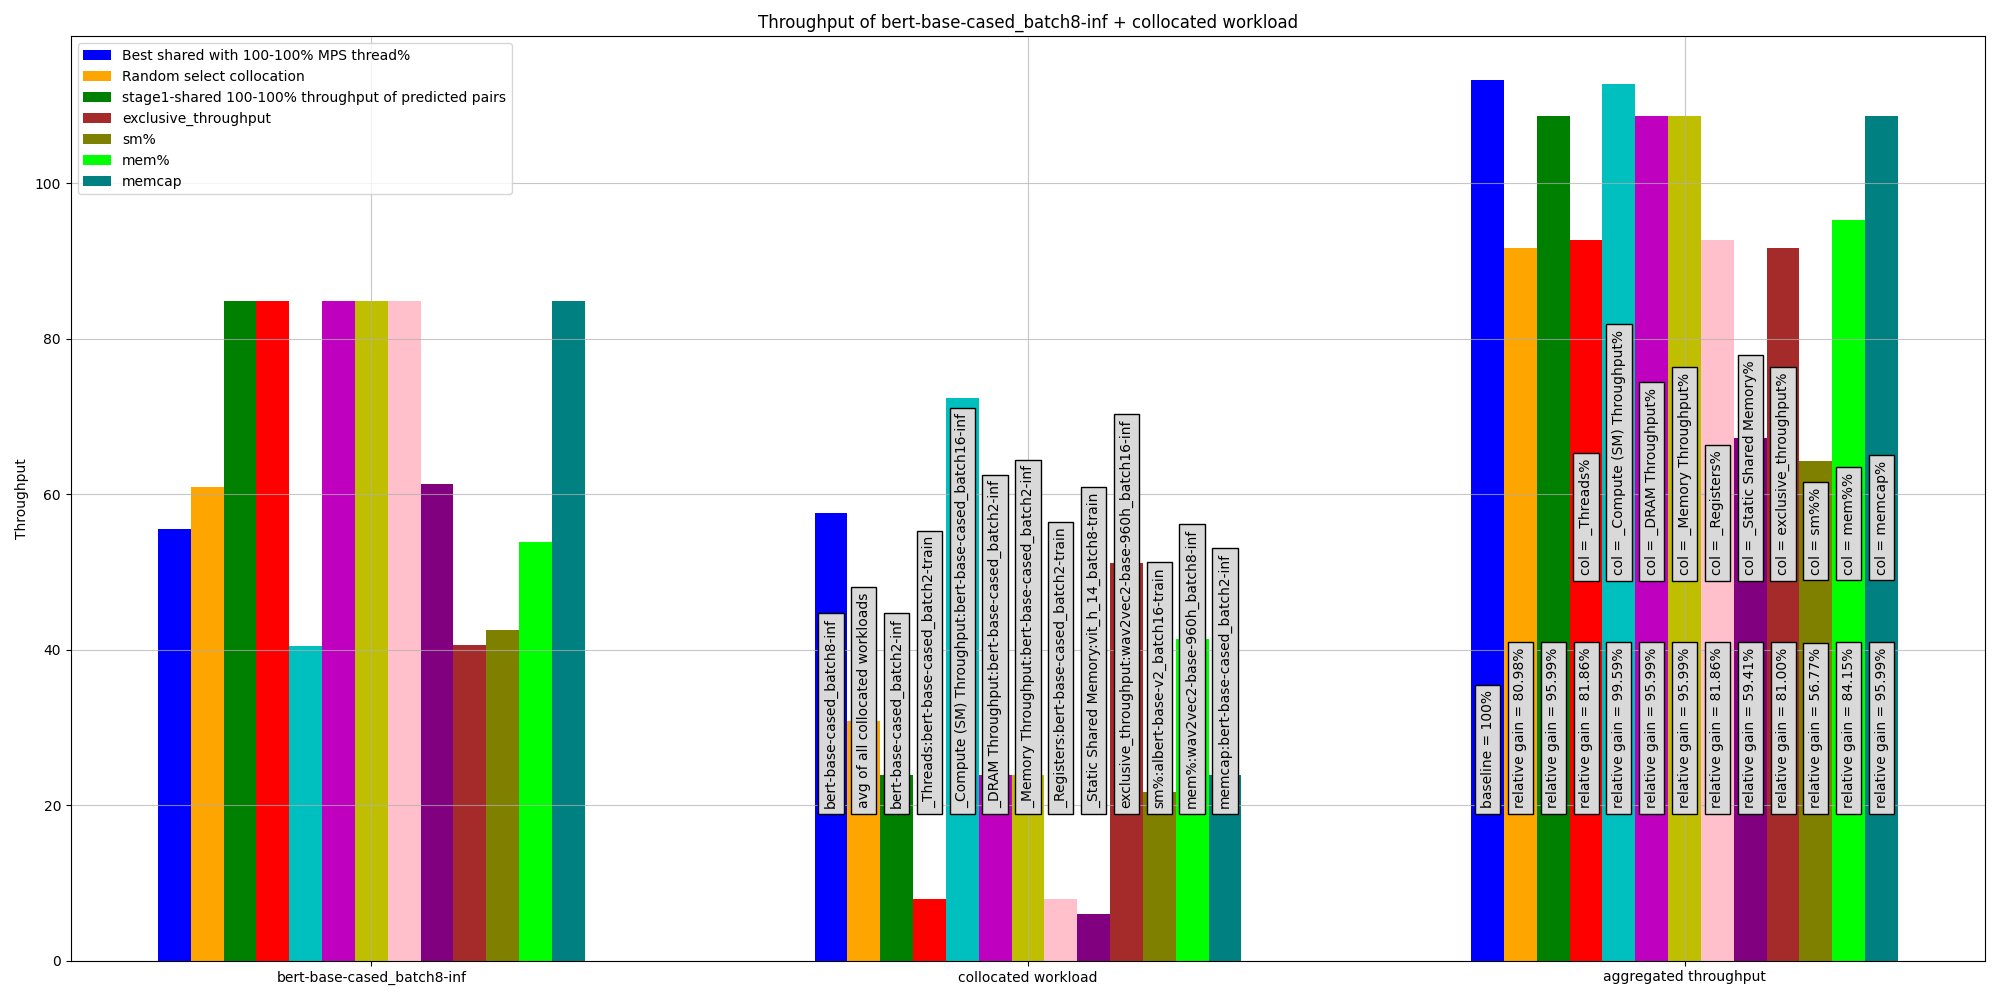 Throughput of bert-base-cased_batch8-inf + collocated workload
Best shared with 100-100% MPS thread%
Random select collocation
stage1-shared 100-100% throughput of predicted pairs
exclusive_throughput
sm%
mem%
memcap
Throughput
100
80
60
40
20
0
bert-base-cased_batch8-inf
avg of all collocated workloads
bert-base-cased_batch2-inf
_Threads:bert-base-cased_batch2-train
_Compute (SM) Throughput:bert-base-cased_batch16-inf
_DRAM Throughput:bert-base-cased_batch2-inf
_Memory Throughput:bert-base-cased_batch2-inf
_Registers:bert-base-cased_batch2-train
_Static Shared Memory:vit_h_14_batch8-train
exclusive_throughput:wav2vec2-base-960h_batch16-inf
sm%:albert-base-v2_batch16-train
mem%:wav2vec2-base-960h_batch8-inf
memcap:bert-base-cased_batch2-inf
col = _Threads%
col = _Compute (SM) Throughput%
col = _DRAM Throughput%
col = _Memory Throughput%
col = _Registers%
col = _Static Shared Memory%
col = exclusive_throughput%
col = sm%%
col = mem%%
col = memcap%
baseline = 100%
relative gain = 80.98%
relative gain = 95.99%
relative gain = 81.86%
relative gain = 99.59%
relative gain = 95.99%
relative gain = 95.99%
relative gain = 81.86%
relative gain = 59.41%
relative gain = 81.00%
relative gain = 56.77%
relative gain = 84.15%
relative gain = 95.99%
bert-base-cased_batch8-inf
collocated workload
aggregated throughput